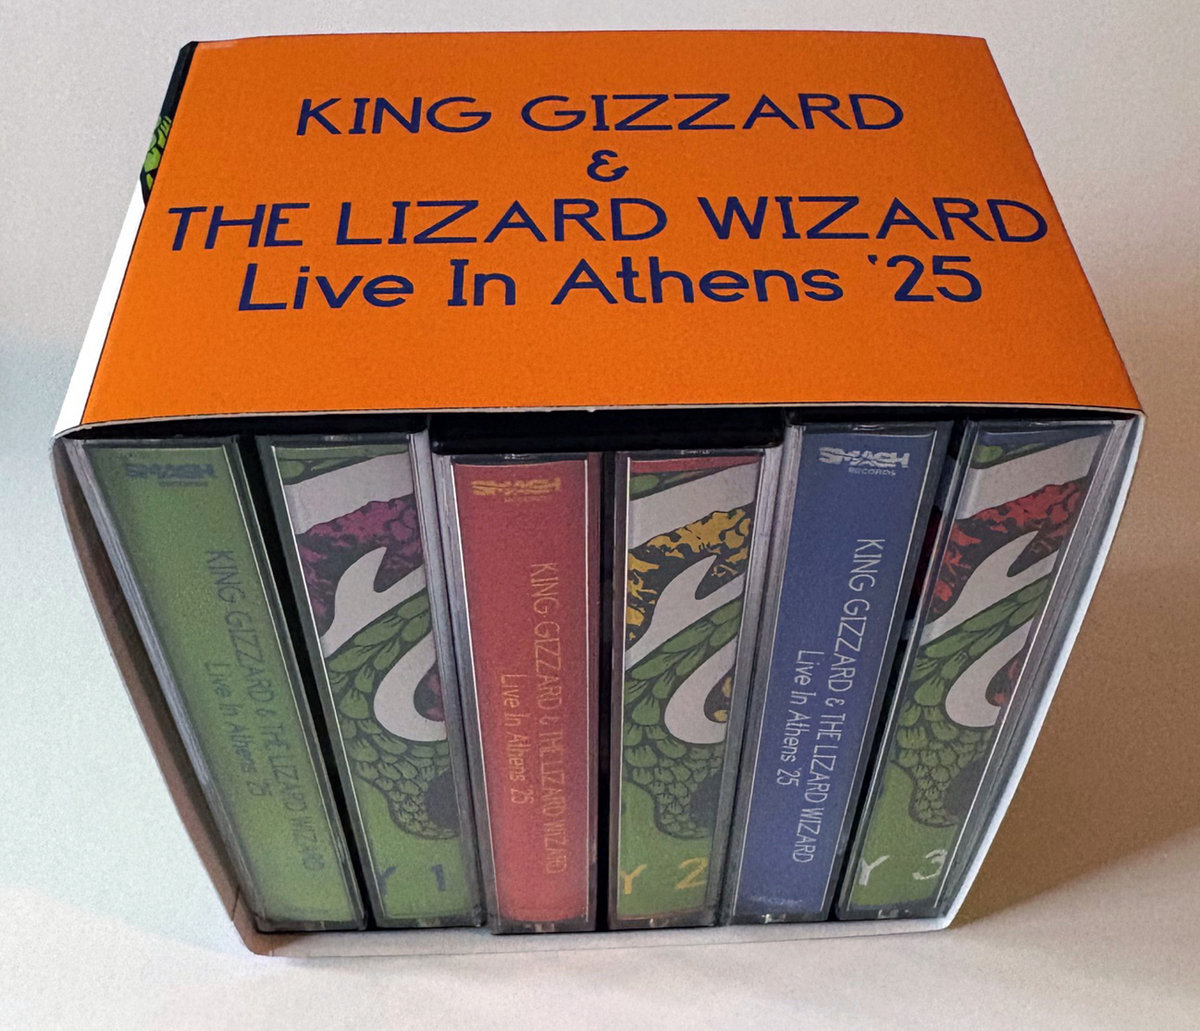 KING GIZZARD
&
THE LIZARD WIZARD
Live In Athens '25
SMASH
RECORDS
KING GIZZARD & THE LIZARD WIZARD
Live In Athens '25
Y 1
SMASH
RECORDS
KING GIZZARD & THE LIZARD WIZARD
Live In Athens '25
Y 2
SMASH
RECORDS
KING GIZZARD & THE LIZARD WIZARD
Live In Athens '25
Y 3